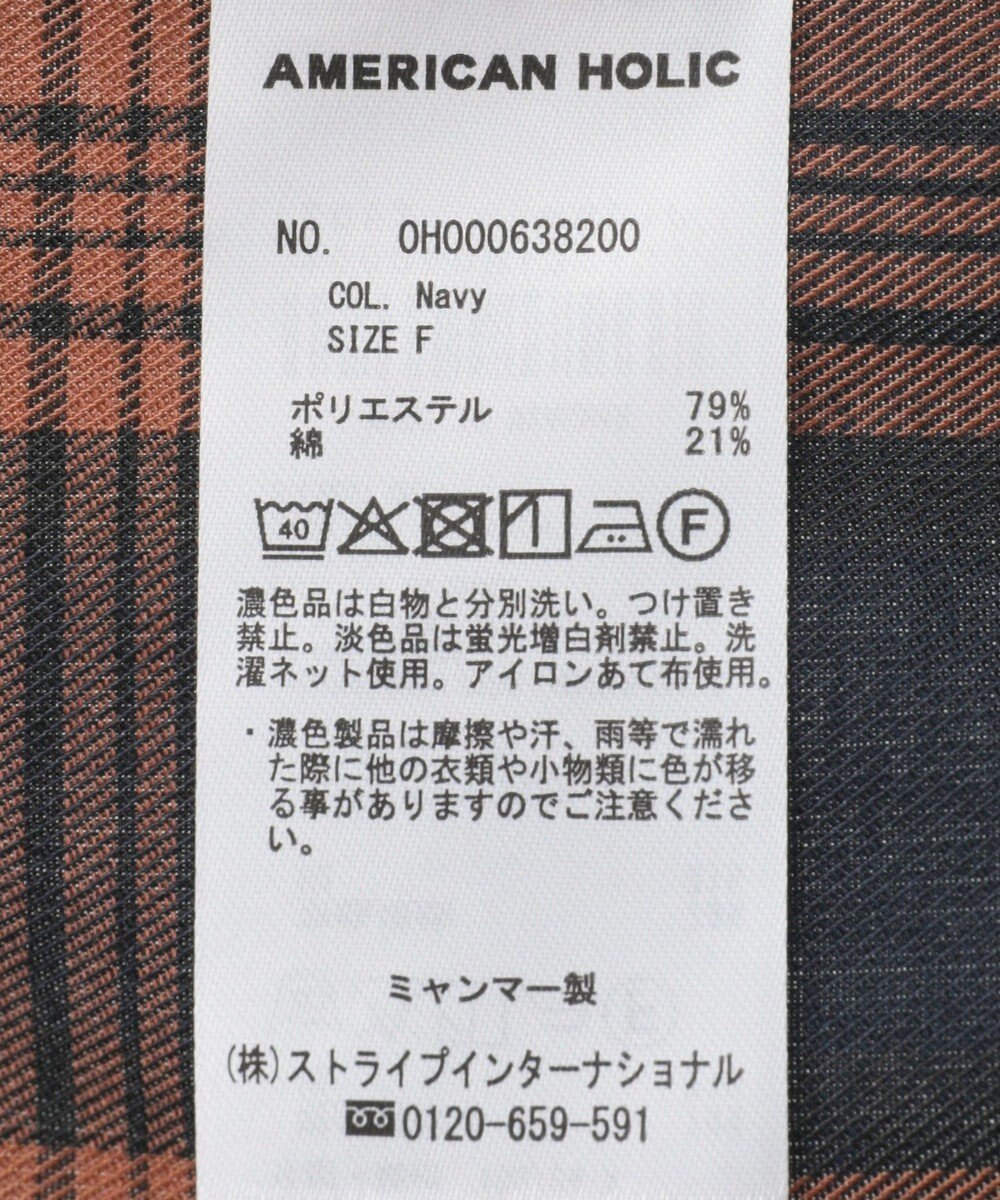 AMERICAN HOLIC
NO. 0H000638200
COL. Navy
SIZE F
ポリエステル 79%
綿 21%
40 F
濃色品は白物と分別洗い。つけ置き
禁止。淡色品は蛍光増白剤禁止。洗
濯ネット使用。アイロンあて布使用。
・濃色製品は摩擦や汗、雨等で濡れ
た際に他の衣類や小物類に色が移
る事がありますのでご注意くださ
い。
ミャンマー製
(株)ストライプインターナショナル
0120-659-591